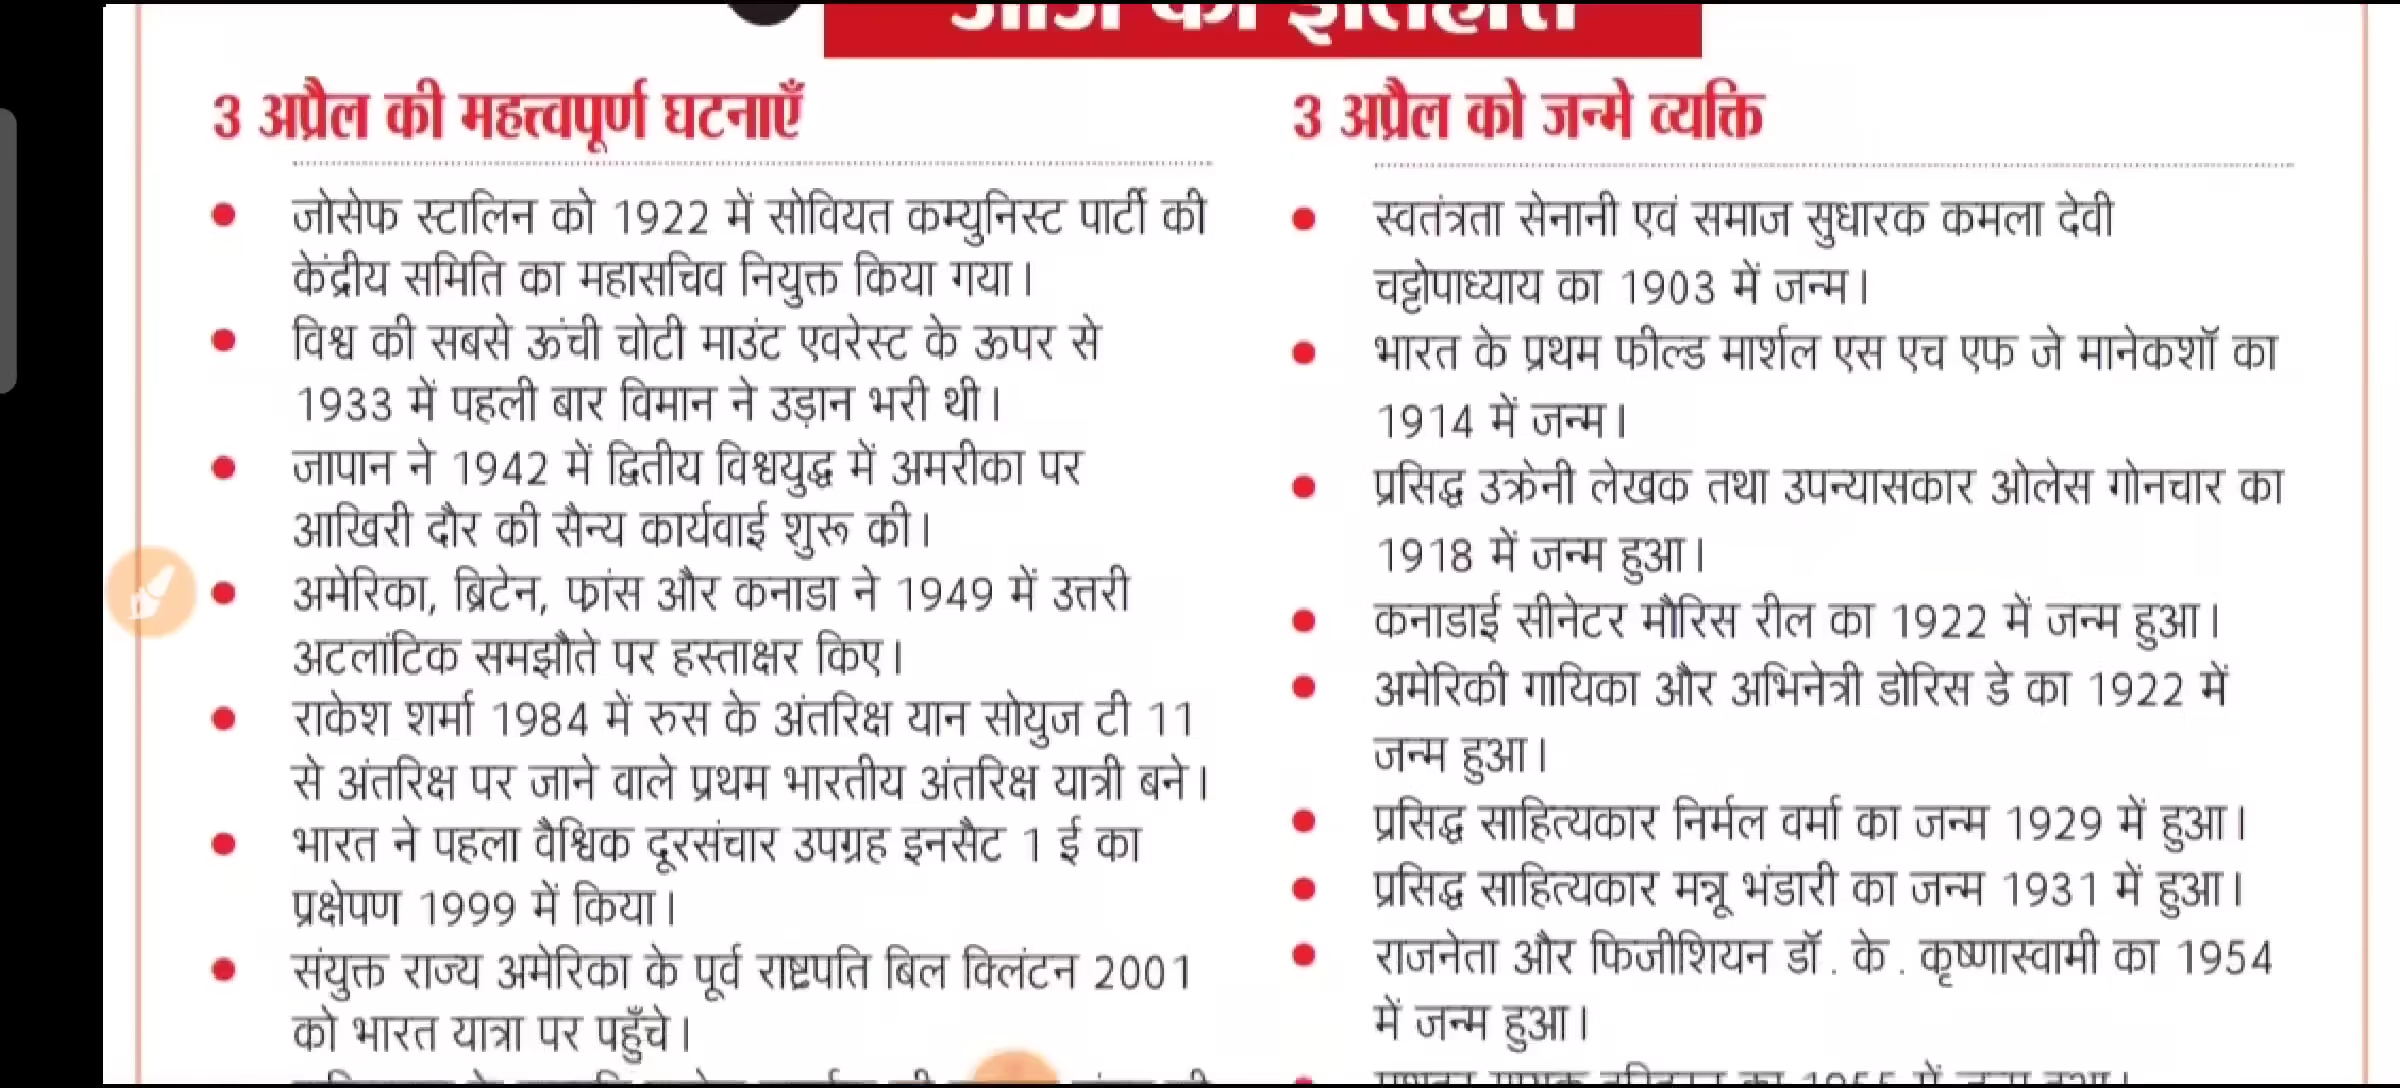 आज का इतिहास
3 अप्रैल की महत्त्वपूर्ण घटनाएँ
जोसेफ स्टालिन को 1922 में सोवियत कम्युनिस्ट पार्टी की
केंद्रीय समिति का महासचिव नियुक्त किया गया।
विश्व की सबसे ऊंची चोटी माउंट एवरेस्ट के ऊपर से
1933 में पहली बार विमान ने उड़ान भरी थी।
जापान ने 1942 में द्वितीय विश्वयुद्ध में अमरीका पर
आखिरी दौर की सैन्य कार्यवाई शुरू की।
अमेरिका, ब्रिटेन, फ्रांस और कनाडा ने 1949 में उत्तरी
अटलांटिक समझौते पर हस्ताक्षर किए।
राकेश शर्मा 1984 में रुस के अंतरिक्ष यान सोयुज टी 11
से अंतरिक्ष पर जाने वाले प्रथम भारतीय अंतरिक्ष यात्री बने।
भारत ने पहला वैश्विक दूरसंचार उपग्रह इनसैट 1 ई का
प्रक्षेपण 1999 में किया।
संयुक्त राज्य अमेरिका के पूर्व राष्ट्रपति बिल क्लिंटन 2001
को भारत यात्रा पर पहुँचे।
3 अप्रैल को जन्मे व्यक्ति
स्वतंत्रता सेनानी एवं समाज सुधारक कमला देवी
चट्टोपाध्याय का 1903 में जन्म।
भारत के प्रथम फील्ड मार्शल एस एच एफ जे मानेकशॉ का
1914 में जन्म।
प्रसिद्ध उक्रेनी लेखक तथा उपन्यासकार ओलेस गोनचार का
1918 में जन्म हुआ।
कनाडाई सीनेटर मौरिस रील का 1922 में जन्म हुआ।
अमेरिकी गायिका और अभिनेत्री डोरिस डे का 1922 में
जन्म हुआ।
प्रसिद्ध साहित्यकार निर्मल वर्मा का जन्म 1929 में हुआ।
प्रसिद्ध साहित्यकार मन्नू भंडारी का जन्म 1931 में हुआ।
राजनेता और फिजीशियन डॉ. के. कृष्णास्वामी का 1954
में जन्म हुआ।